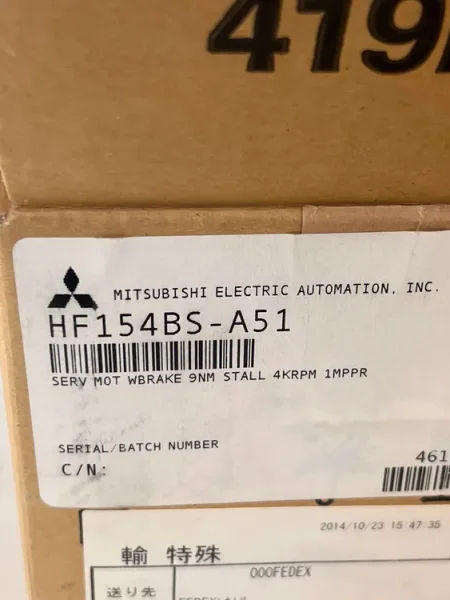 419
MITSUBISHI ELECTRIC AUTOMATION, INC.
HF154BS-A51
SERV MOT WBRAKE 9NM STALL 4KRPM 1MPPR
SERIAL/BATCH NUMBER
C/N:
461
2014/10/23 15 47:35
輸 特殊
000FEDEX
送り先